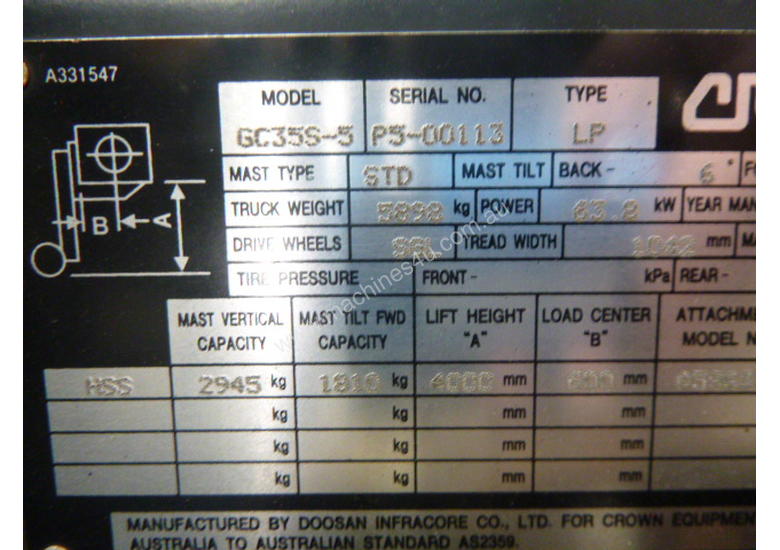 A331547
MODEL SERIAL NO. TYPE
GC35S-5 P5-00113 LP
MAST TYPE STD MAST TILT BACK - 6 °
TRUCK WEIGHT 5898 kg POWER 63.8 kW YEAR MAN
DRIVE WHEELS TREAD WIDTH 1042 mm
TIRE PRESSURE FRONT - kPa REAR -
MAST VERTICAL MAST TILT FWD LIFT HEIGHT LOAD CENTER ATTACHM
CAPACITY CAPACITY "A" "B" MODEL N
HSS 2945 kg 1810 kg 4000 mm 600 mm
kg kg mm mm
kg kg mm mm
kg kg mm mm
B A
MANUFACTURED BY DOOSAN INFRACORE CO., LTD. FOR CROWN EQUIPMEN
AUSTRALIA TO AUSTRALIAN STANDARD AS2359.